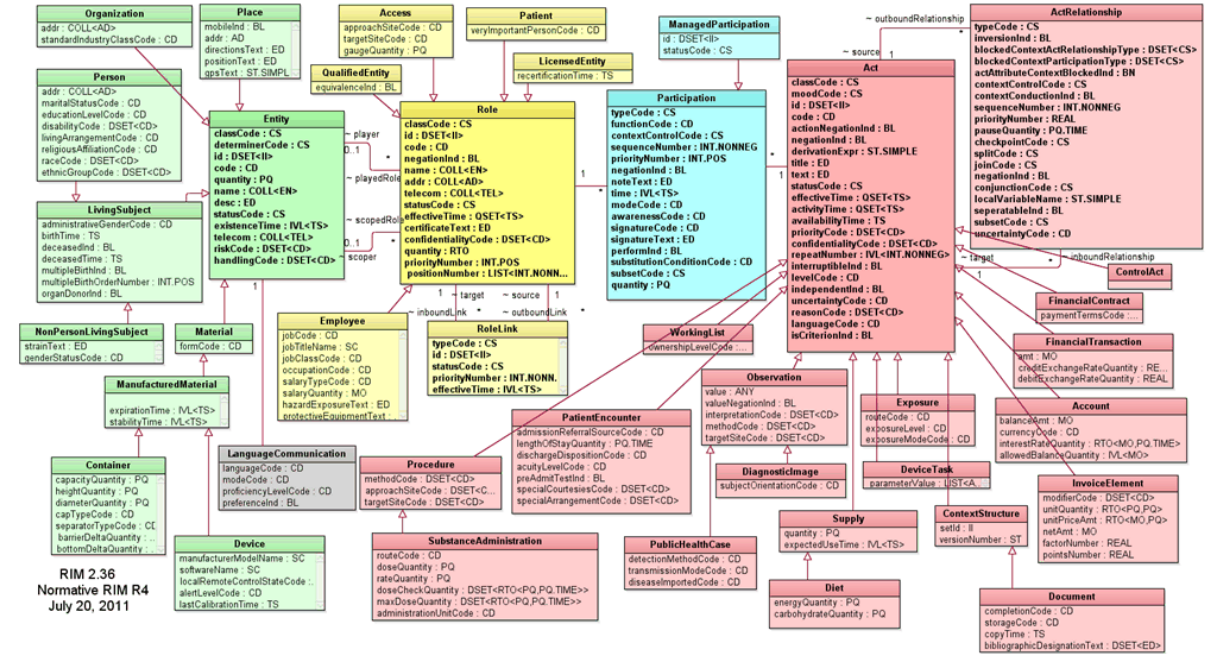 Organization
addr : COLL<AD>
standardIndustryClassCode : CD
Place
mobileInd : BL
addr : AD
directionsText : ED
positionText : ED
gpsText : ST.SIMPL
Access
approachSiteCode : CD
targetSiteCode : CD
gaugeQuantity : PQ
Patient
veryImportantPersonCode : CD
ManagedParticipation
id : DSET<II>
statusCode : CS
~ outboundRelationship
*
~ source
1
ActRelationship
typeCode : CS
inversionInd : BL
blockedContextActRelationshipType : DSET<CS>
blockedContextParticipationType : DSET<CS>
actAttributeContextBlockedInd : BN
contextControlCode : CS
contextConductionInd : BL
sequenceNumber : INT.NONNEG
priorityNumber : REAL
pauseQuantity : PQ.TIME
checkpointCode : CS
splitCode : CS
joinCode : CS
negationInd : BL
conjunctionCode : CS
localVariableName : ST.SIMPLE
seperatableInd : BL
subsetCode : CS
uncertaintyCode : CD
Person
addr : COLL<AD>
maritalStatusCode : CD
educationLevelCode : CD
disabilityCode : DSET<CD>
livingArrangementCode : CD
religiousAffiliationCode : CD
raceCode : DSET<CD>
ethnicGroupCode : DSET<CD>
QualifiedEntity
equivalenceInd : BL
LicensedEntity
recertificationTime : TS
Entity
classCode : CS
determinerCode : CS
id : DSET<II>
code : CD
quantity : PQ
name : COLL<EN>
desc : ED
statusCode : CS
existenceTime : IVL<TS>
telecom : COLL<TEL>
riskCode : DSET<CD>
handlingCode : DSET<CD>
~ player
0..1
*
~ playedRole
~ scopedRole
0..1
*
~ scoper
Role
classCode : CS
id : DSET<II>
code : CD
negationInd : BL
name : COLL<EN>
addr : COLL<AD>
telecom : COLL<TEL>
statusCode : CS
effectiveTime : QSET<TS>
certificateText : ED
confidentialityCode : DSET<CD>
quantity : RTO
priorityNumber : INT.POS
positionNumber : LIST<INT.NONN...
1
*
Participation
typeCode : CS
functionCode : CD
contextControlCode : CS
sequenceNumber : INT.NONNEG
priorityNumber : INT.POS
negationInd : BL
noteText : ED
time : IVL<TS>
modeCode : CD
awarenessCode : CD
signatureCode : CD
signatureText : ED
performInd : BL
substitutionConditionCode : CD
subsetCode : CS
quantity : PQ
*
1
Act
classCode : CS
moodCode : CS
id : DSET<II>
code : CD
actionNegationInd : BL
negationInd : BL
derivationExpr : ST.SIMPLE
title : ED
text : ED
statusCode : CS
effectiveTime : QSET<TS>
activityTime : QSET<TS>
availabilityTime : TS
priorityCode : DSET<CD>
confidentialityCode : DSET<CD>
repeatNumber : IVL<INT.NONNEG>
interruptibleInd : BL
levelCode : CD
independentInd : BL
uncertaintyCode : CD
reasonCode : DSET<CD>
languageCode : CD
isCriterionInd : BL
~ target
1
*
~ inboundRelationship
LivingSubject
administrativeGenderCode : CD
birthTime : TS
deceasedInd : BL
deceasedTime : TS
multipleBirthInd : BL
multipleBirthOrderNumber : INT.POS
organDonorInd : BL
NonPersonLivingSubject
strainText : ED
genderStatusCode : CD
Material
formCode : CD
ManufacturedMaterial
expirationTime : IVL<TS>
stabilityTime : IVL<TS>
Container
capacityQuantity : PQ
heightQuantity : PQ
diameterQuantity : PQ
capTypeCode : CD
separatorTypeCode : CD
barrierDeltaQuantity : ...
bottomDeltaQuantity : ...
Device
manufacturerModelName : SC
softwareName : SC
localRemoteControlStateCode : .
alertLevelCode : CD
lastCalibrationTime : TS
1
*
LanguageCommunication
languageCode : CD
modeCode : CD
proficiencyLevelCode : CD
preferenceInd : BL
Employee
jobCode : CD
jobTitleName : SC
jobClassCode : CD
occupationCode : CD
salaryTypeCode : CD
salaryQuantity : MO
hazardExposureText : ED
protectiveEquipmentText : ..
1
~ target
~ source
1
*
~ inboundLink
*
~ outboundLink
RoleLink
typeCode : CS
id : DSET<II>
statusCode : CS
priorityNumber : INT.NONN.
effectiveTime : IVL<TS>
WorkingList
ownershipLevelCode :...
Observation
value : ANY
valueNegationInd : BL
interpretationCode : DSET<CD>
methodCode : DSET<CD>
targetSiteCode : DSET<CD>
PatientEncounter
admissionReferralSourceCode : CD
lengthOfStayQuantity : PQ.TIME
dischargeDispositionCode : CD
acuityLevelCode : CD
preAdmitTestInd : BL
specialCourtesiesCode : DSET<CD>
specialArrangementCode : DSET<CD>
Procedure
methodCode : DSET<CD>
approachSiteCode : DSET<C...
targetSiteCode : DSET<CD>
SubstanceAdministration
routeCode : CD
doseQuantity : PQ
rateQuantity : PQ
doseCheckQuantity : DSET<RTO<PQ,PQ.TIME>>
maxDoseQuantity : DSET<RTO<PQ,PQ.TIME>>
administrationUnitCode : CD
DiagnosticImage
subjectOrientationCode : CD
PublicHealthCase
detectionMethodCode : CD
transmissionModeCode : CD
diseaseImportedCode : CD
Supply
quantity : PQ
expectedUseTime : IVL<TS>
Diet
energyQuantity : PQ
carbohydrateQuantity : PQ
Exposure
routeCode : CD
exposureLevel : CD
exposureModeCode : CD
DeviceTask
parameterValue : LIST<A...
ContextStructure
setId : II
versionNumber : ST
Document
completionCode : CD
storageCode : CD
copyTime : TS
bibliographicDesignationText : DSET<ED>
ControlAct
FinancialContract
paymentTermsCode : ...
FinancialTransaction
amt : MO
creditExchangeRateQuantity : RE...
debitExchangeRateQuantity : REAL
Account
balanceAmt : MO
currencyCode : CD
interestRateQuantity : RTO<MO,PQ.TIME>
allowedBalanceQuantity : IVL<MO>
InvoiceElement
modifierCode : DSET<CD>
unitQuantity : RTO<PQ,PQ>
unitPriceAmt : RTO<MO,PQ>
netAmt : MO
factorNumber : REAL
pointsNumber : REAL
RIM 2.36
Normative RIM R4
July 20, 2011